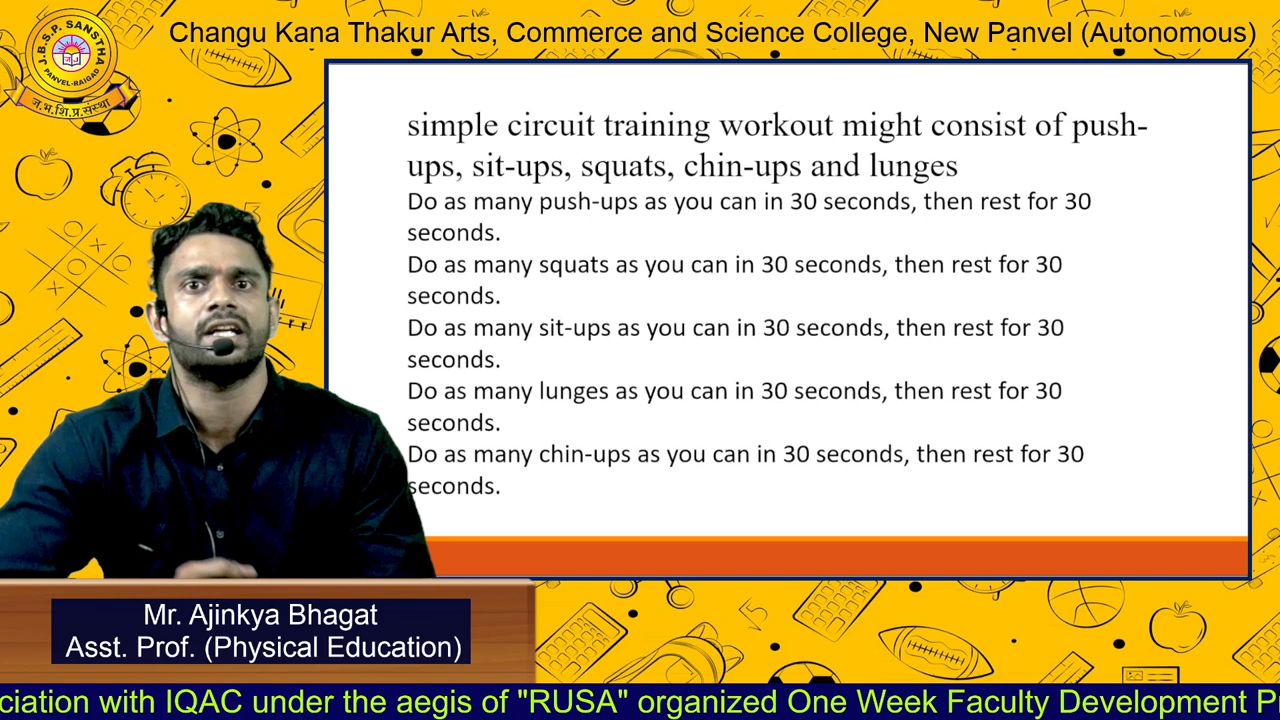 Changu Kana Thakur Arts, Commerce and Science College, New Panvel (Autonomous)
J.B.S.P. SANSTHA
PANVEL-RAIGAD
ज.भ.शि.प्र.संस्था
simple circuit training workout might consist of push-
ups, sit-ups, squats, chin-ups and lunges
Do as many push-ups as you can in 30 seconds, then rest for 30
seconds.
Do as many squats as you can in 30 seconds, then rest for 30
seconds.
Do as many sit-ups as you can in 30 seconds, then rest for 30
seconds.
Do as many lunges as you can in 30 seconds, then rest for 30
seconds.
Do as many chin-ups as you can in 30 seconds, then rest for 30
seconds.
Mr. Ajinkya Bhagat
Asst. Prof. (Physical Education)
ciation with IQAC under the aegis of "RUSA" organized One Week Faculty Development P